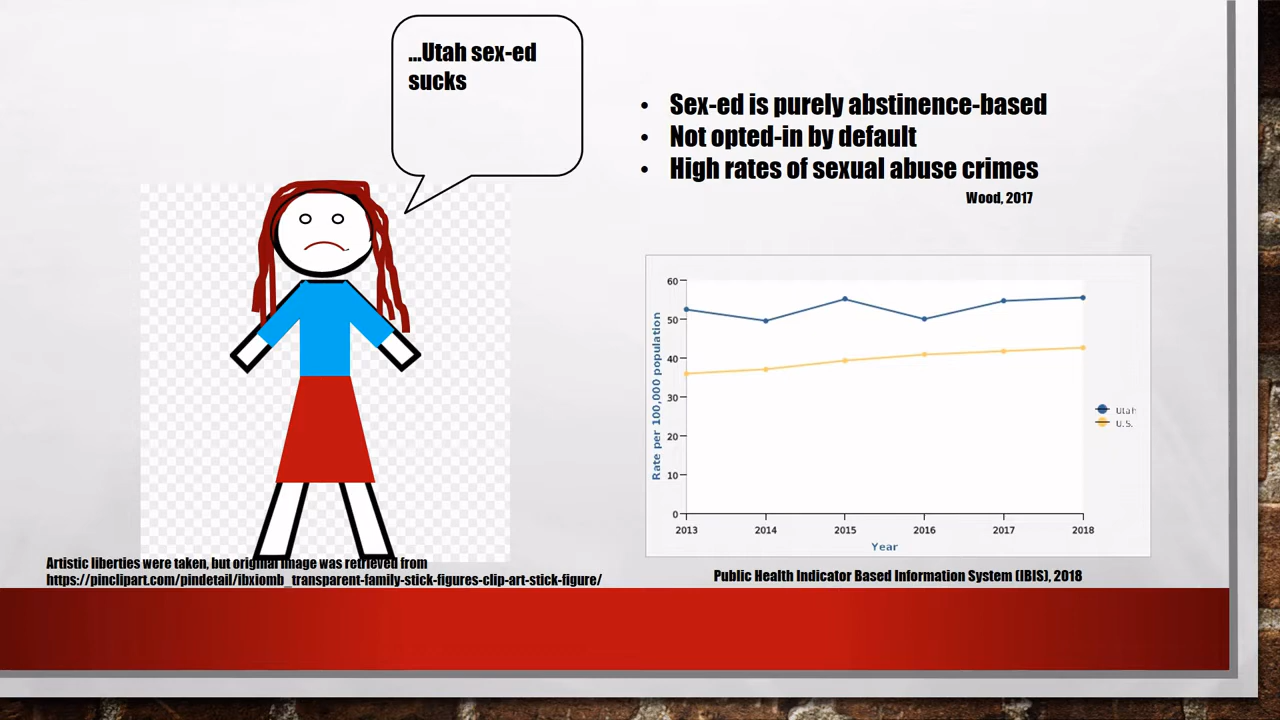 ...Utah sex-ed
sucks
• Sex-ed is purely abstinence-based
• Not opted-in by default
• High rates of sexual abuse crimes
Wood, 2017
60
50
40
30
20
10
0
Rate per 100,000 population
2013 2014 2015 2016 2017 2018
Year
Utah
U.S.
Artistic liberties were taken, but original image was retrieved from
https://pinclipart.com/pindetail/ibxiomb_transparent-family-stick-figures-clip-art-stick-figure/
Public Health Indicator Based Information System (IBIS), 2018